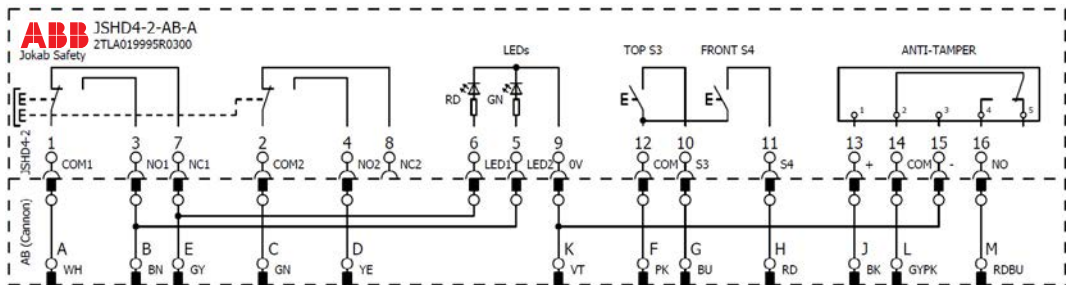 ABB JSHD4-2-AB-A
2TLA019995R0300
Jokab Safety
LEDs TOP S3 FRONT S4 ANTI-TAMPER
RD GN
E E E E
1 2 3 4 5
JSHD4-2
1 3 7 2 4 8 6 5 9 12 10 11 13 14 15 16
COM1 NO1 NC1 COM2 NO2 NC2 LED1 LED2 0V COM S3 S4 + COM - NO
AB (Cannon)
A B E C D K F G H J L M
WH BN GY GN YE VT PK BU RD BK GYPK RDBU